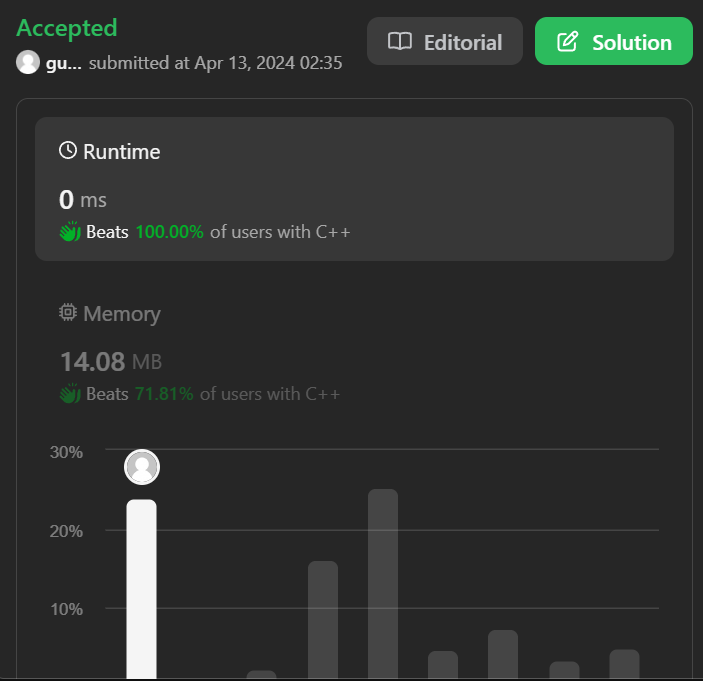 Accepted
gu... submitted at Apr 13, 2024 02:35
Editorial
Solution
Runtime
0 ms
Beats 100.00% of users with C++
Memory
14.08 MB
Beats 71.81% of users with C++
30%
20%
10%